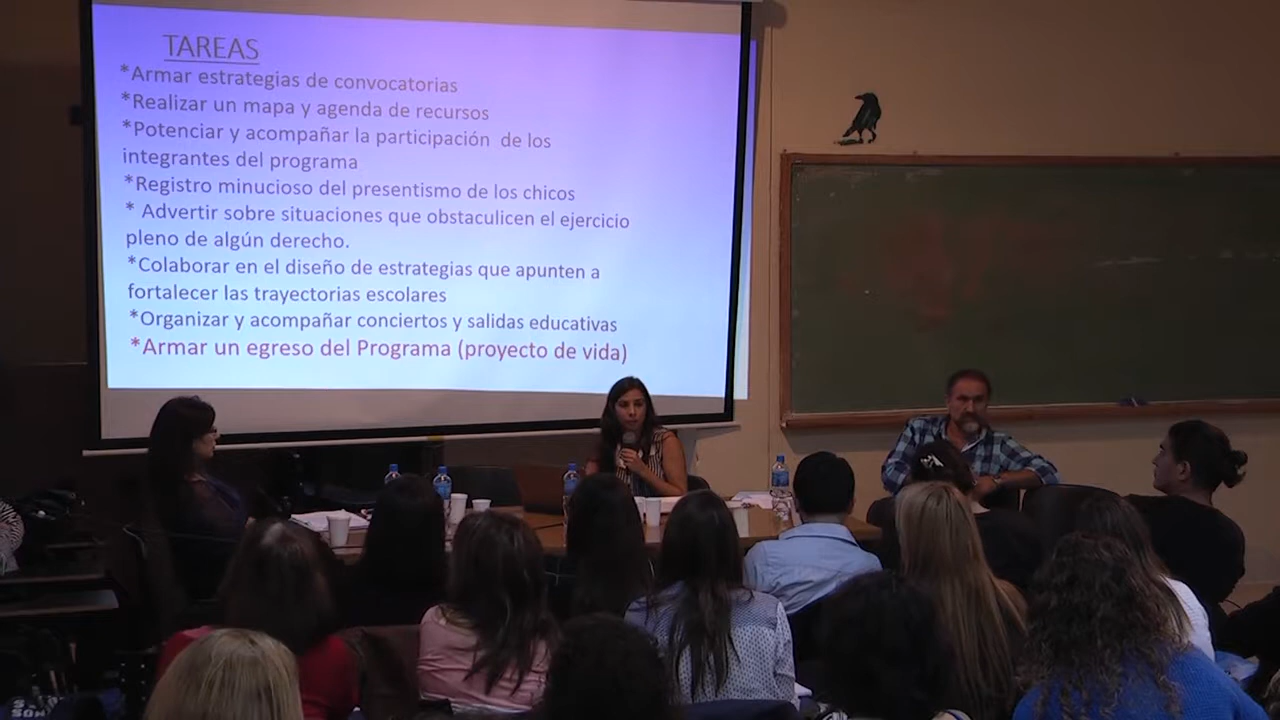 TAREAS
*Armar estrategias de convocatorias
*Realizar un mapa y agenda de recursos
*Potenciar y acompañar la participación de los
integrantes del programa
*Registro minucioso del presentismo de los chicos
* Advertir sobre situaciones que obstaculicen el ejercicio
pleno de algún derecho.
*Colaborar en el diseño de estrategias que apunten a
fortalecer las trayectorias escolares
*Organizar y acompañar conciertos y salidas educativas
*Armar un egreso del Programa (proyecto de vida)